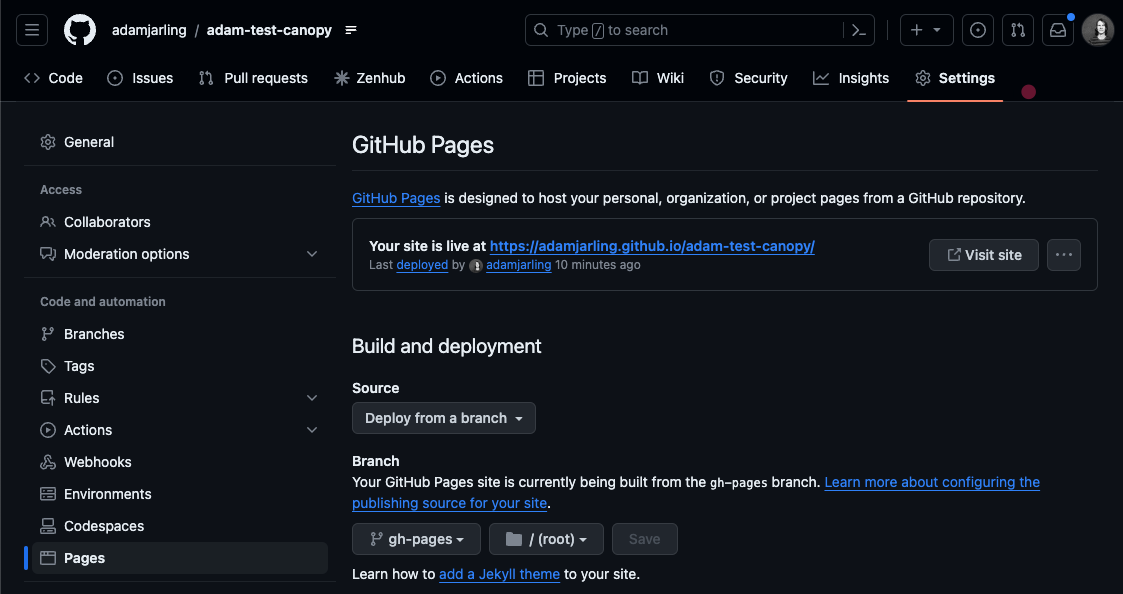 adamjarling / adam-test-canopy
Type / to search
Code Issues Pull requests Zenhub Actions Projects Wiki Security Insights Settings
General
Access
Collaborators
Moderation options
Code and automation
Branches
Tags
Rules
Actions
Webhooks
Environments
Codespaces
Pages
GitHub Pages
GitHub Pages is designed to host your personal, organization, or project pages from a GitHub repository.
Your site is live at https://adamjarling.github.io/adam-test-canopy/
Last deployed by adamjarling 10 minutes ago
Visit site
Build and deployment
Source
Deploy from a branch
Branch
Your GitHub Pages site is currently being built from the gh-pages branch. Learn more about configuring the
publishing source for your site.
gh-pages / (root) Save
Learn how to add a Jekyll theme to your site.